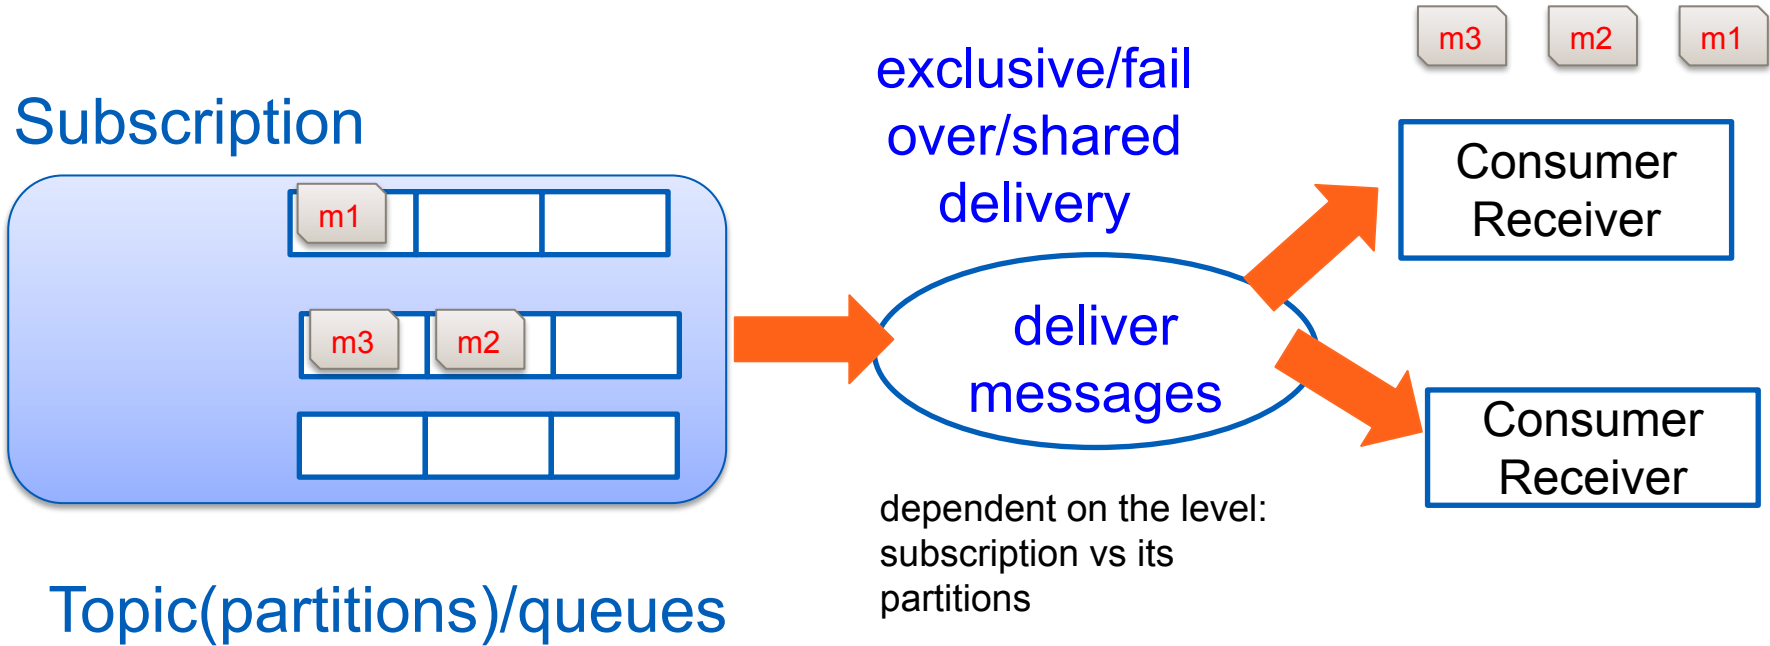 Subscription
m1
m3 m2
Topic(partitions)/queues
exclusive/fail
over/shared
delivery
deliver
messages
dependent on the level:
subscription vs its
partitions
m3 m2 m1
Consumer
Receiver
Consumer
Receiver